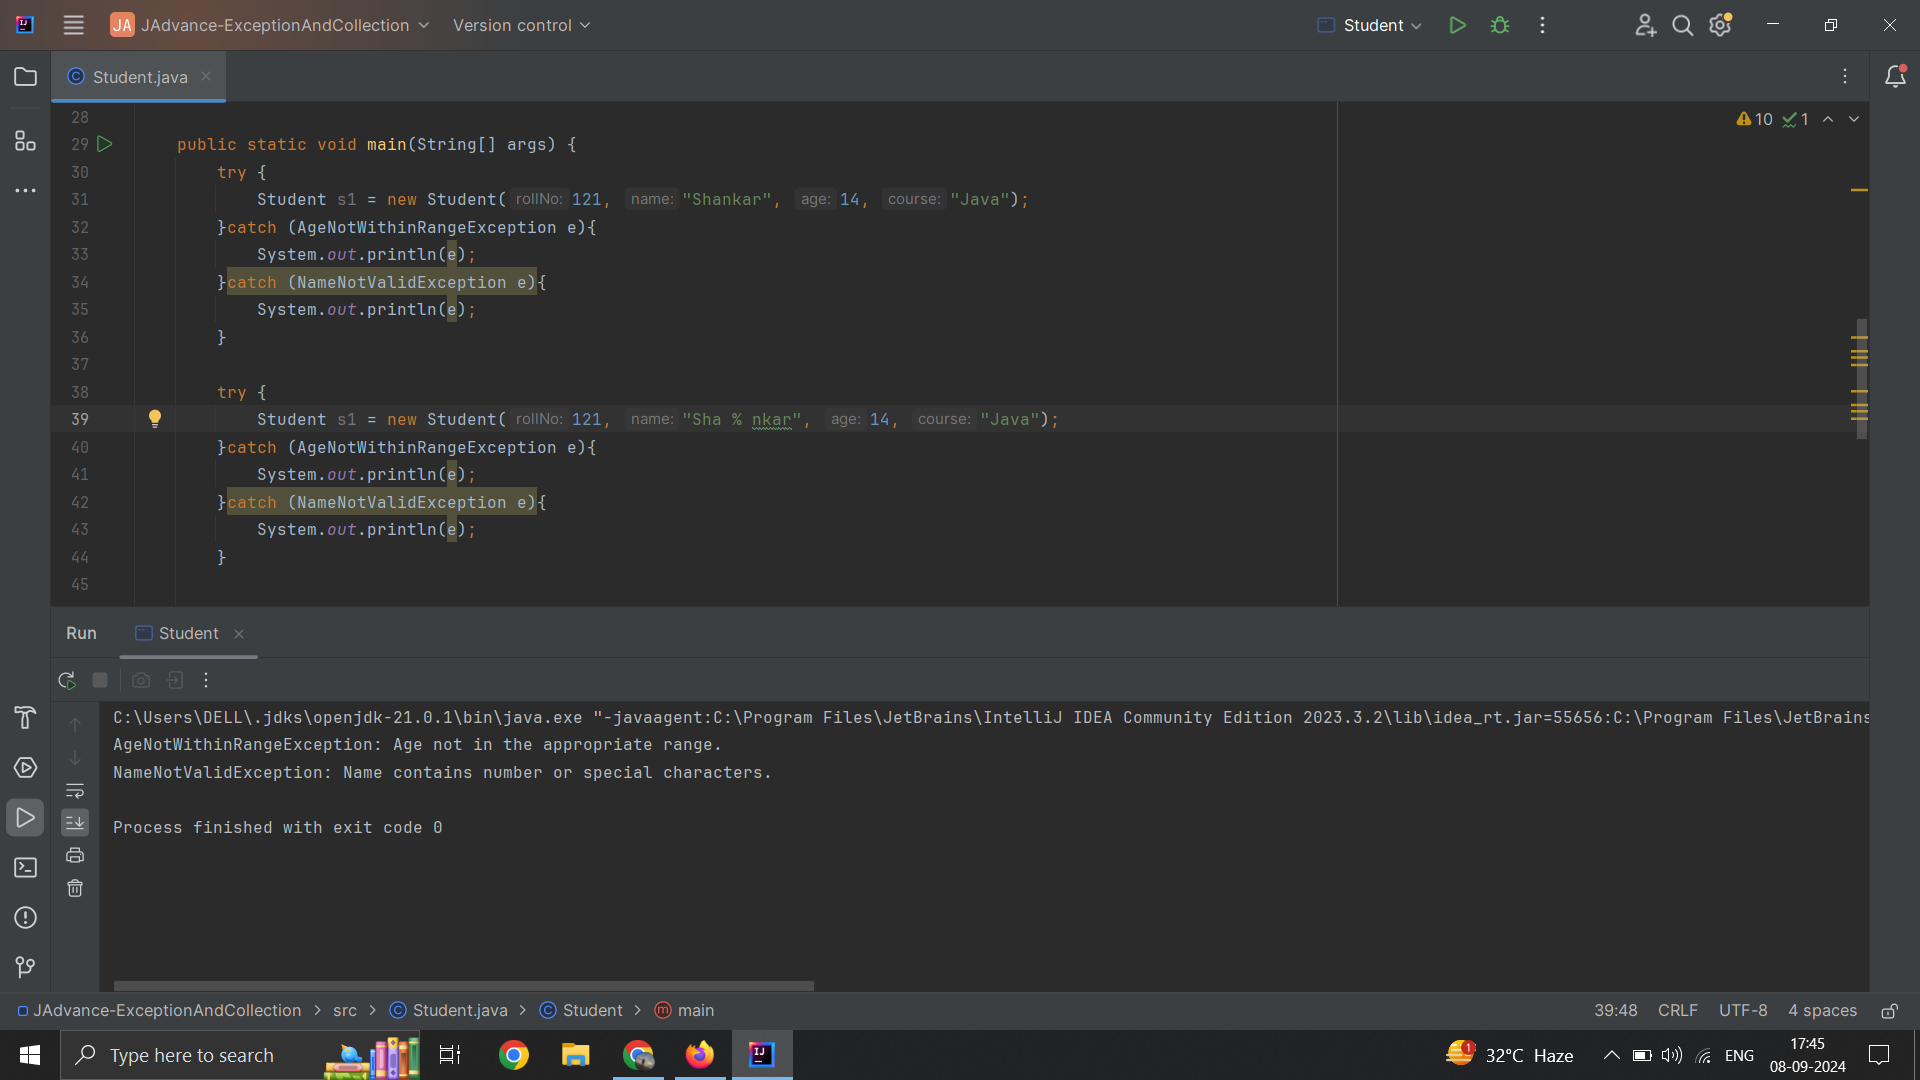 JA JAdvance-ExceptionAndCollection Version control Student
Student.java
10 1
28
29 public static void main(String[] args) {
30 try {
31 Student s1 = new Student( rollNo: 121, name: "Shankar", age: 14, course: "Java");
32 }catch (AgeNotWithinRangeException e){
33 System.out.println(e);
34 }catch (NameNotValidException e){
35 System.out.println(e);
36 }
37
38 try {
39 Student s1 = new Student( rollNo: 121, name: "Sha % nkar", age: 14, course: "Java");
40 }catch (AgeNotWithinRangeException e){
41 System.out.println(e);
42 }catch (NameNotValidException e){
43 System.out.println(e);
44 }
45
Run Student
C:\Users\DELL\.jdks\openjdk-21.0.1\bin\java.exe "-javaagent:C:\Program Files\JetBrains\IntelliJ IDEA Community Edition 2023.3.2\lib\idea_rt.jar=55656:C:\Program Files\JetBrains
AgeNotWithinRangeException: Age not in the appropriate range.
NameNotValidException: Name contains number or special characters.
Process finished with exit code 0
JAdvance-ExceptionAndCollection > src > Student.java > Student > main 39:48 CRLF UTF-8 4 spaces
Type here to search 1 32°C Haze ENG 17:45
08-09-2024